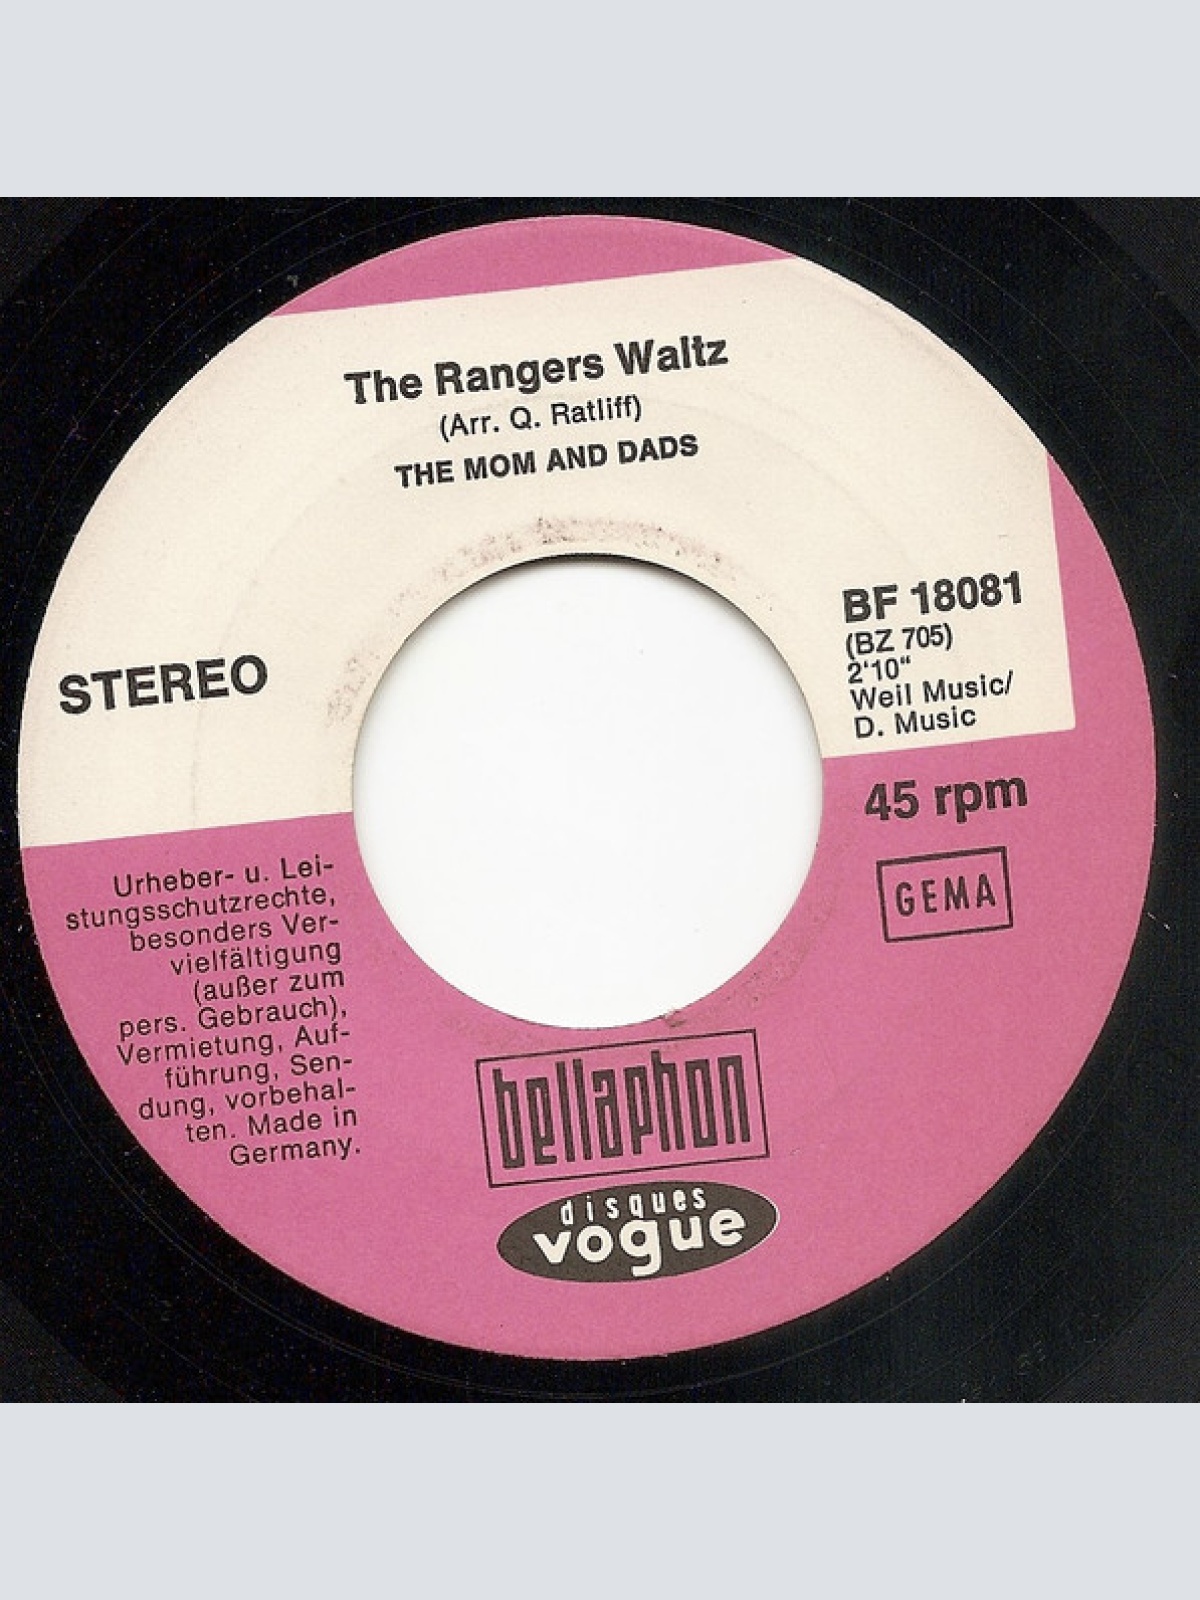 The Rangers Waltz
(Arr. Q. Ratliff)
THE MOM AND DADS
STEREO
BF 18081
(BZ 705)
2'10"
Weil Music/
D. Music
45 rpm
GEMA
Urheber- u. Lei-
stungsschutzrechte,
besonders Ver-
vielfältigung
(außer zum
pers. Gebrauch),
Vermietung, Auf-
führung, Sen-
dung, vorbehal-
ten. Made in
Germany.
bellaphon
disques
vogue